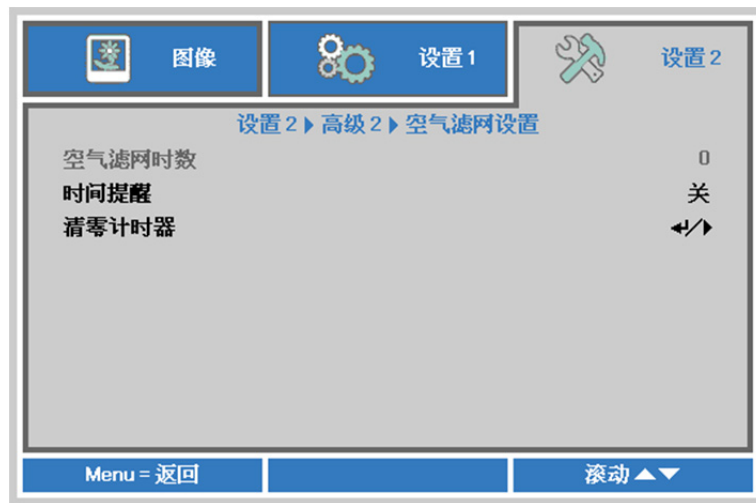 图像 设置 1 设置 2
设置 2 ▶ 高级 2 ▶ 空气滤网设置
空气滤网时数 0
时间提醒 关
清零计时器 ↵/▶
Menu = 返回 滚动 ▲▼